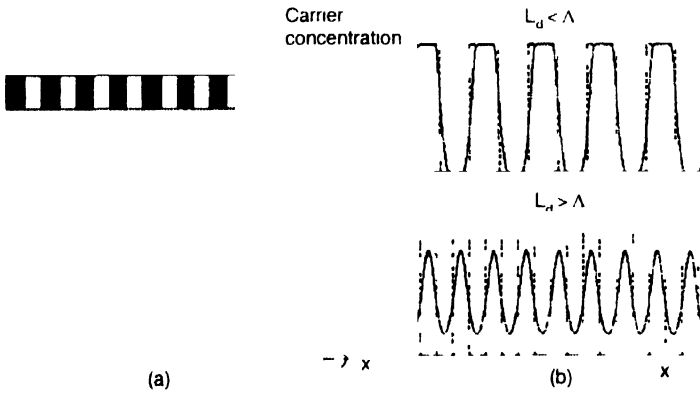 Carrier
concentration
L_d < Λ
L_d > Λ
x
x
(a)
(b)